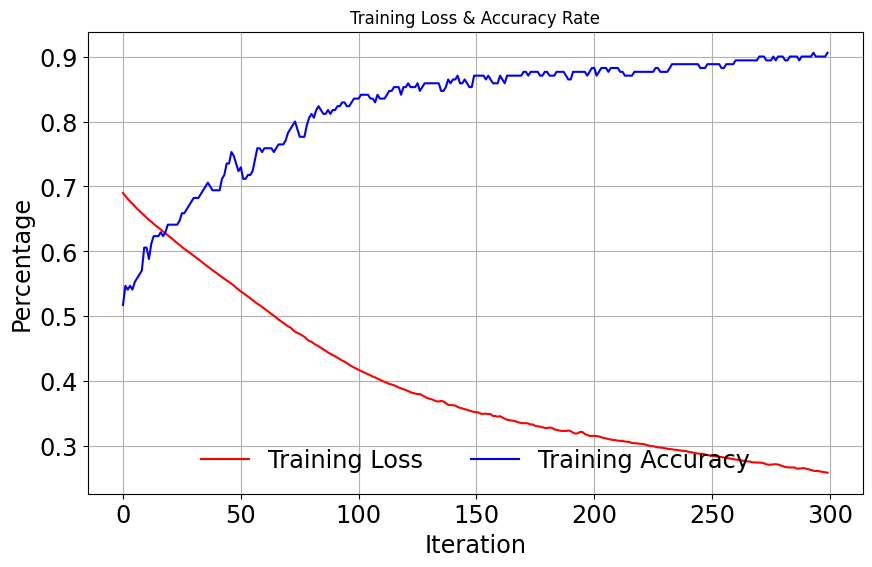 Training Loss & Accuracy Rate
0.9
0.8
0.7
0.6
0.5
0.4
0.3
Percentage
Training Loss Training Accuracy
0 50 100 150 200 250 300
Iteration